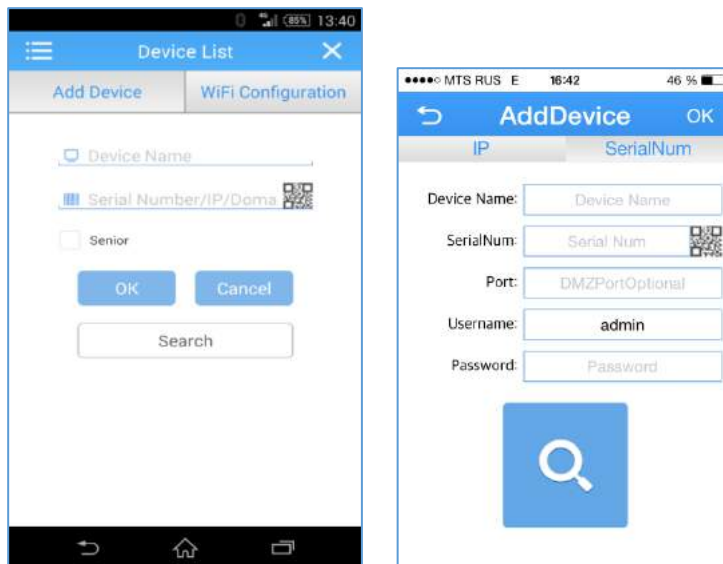 85% 13:40
Device List
Add Device WiFi Configuration
Device Name
Serial Number/IP/Doma
Senior
OK Cancel
Search
MTS RUS E 16:42 46 %
AddDevice OK
IP SerialNum
Device Name: Device Name
SerialNum: Serial Num
Port: DMZPortOptional
Username: admin
Password: Password